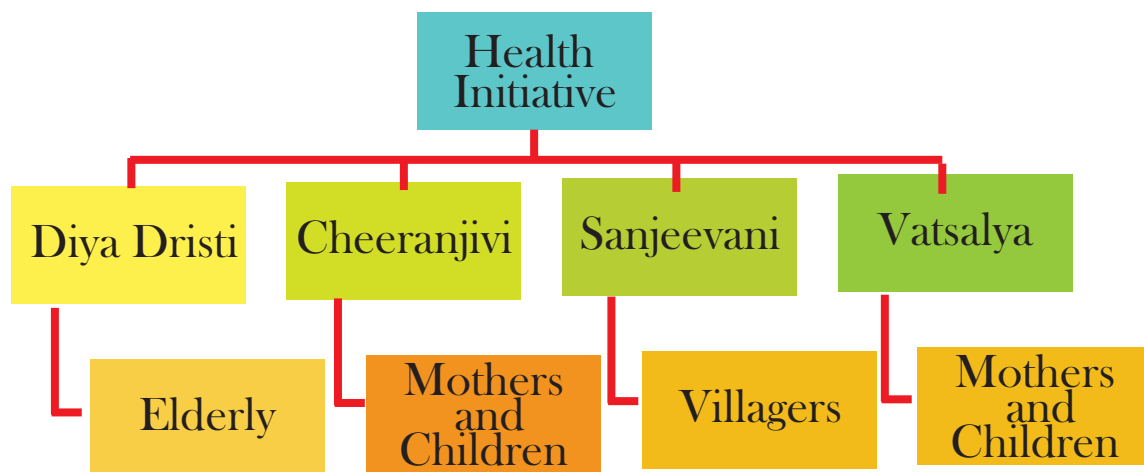 Health
Initiative
Diya Dristi
Cheeranjivi
Sanjeevani
Vatsalya
Elderly
Mothers
and
Children
Villagers
Mothers
and
Children